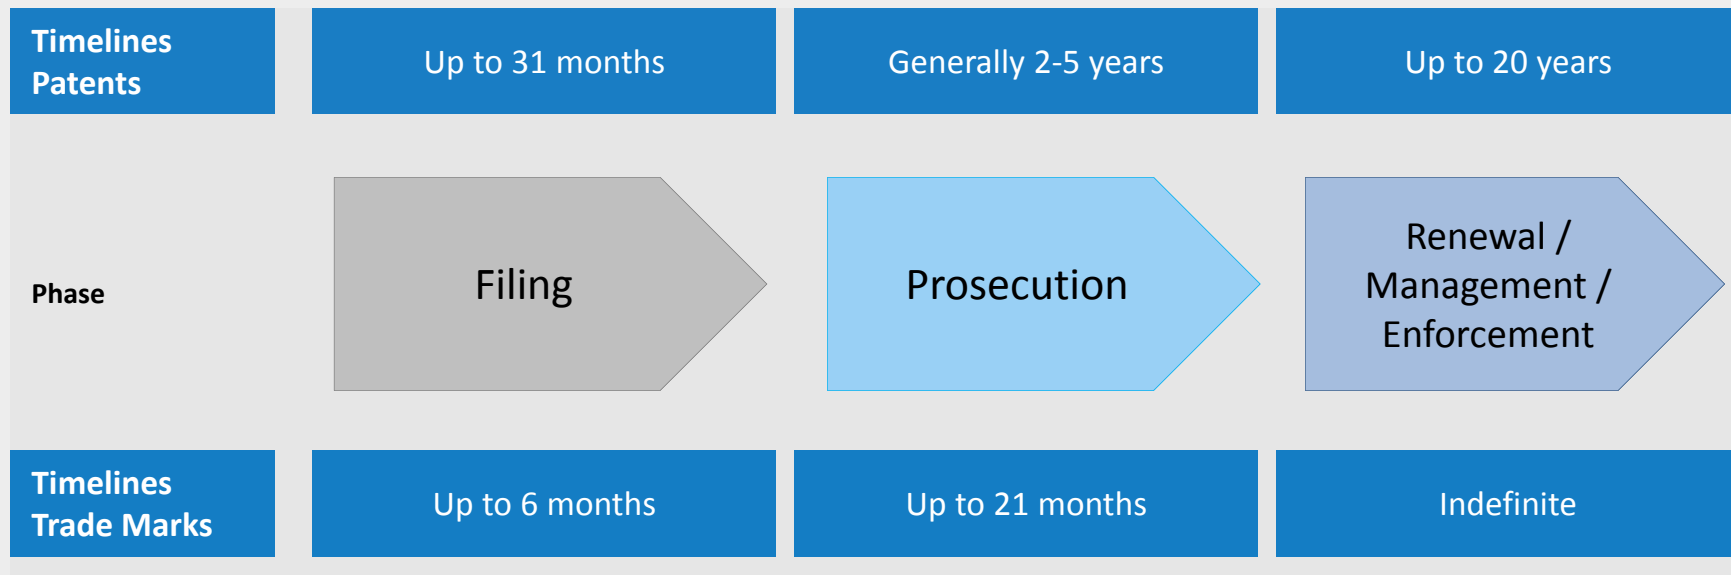 Timelines
Patents
Up to 31 months
Generally 2-5 years
Up to 20 years
Phase
Filing
Prosecution
Renewal /
Management /
Enforcement
Timelines
Trade Marks
Up to 6 months
Up to 21 months
Indefinite